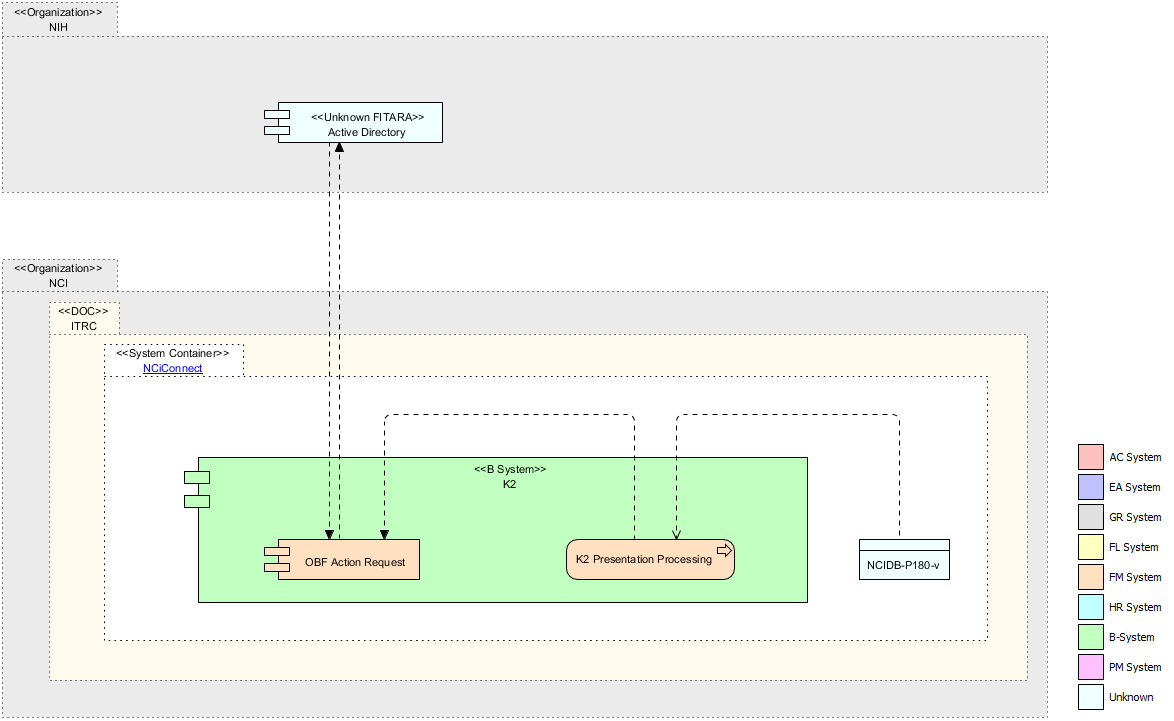 <<Organization>>
NIH
<<Unknown FITARA>>
Active Directory
<<Organization>>
NCI
<<DOC>>
ITRC
<<System Container>>
NCiConnect
<<B System>>
K2
OBF Action Request
K2 Presentation Processing
NCIDB-P180-v
AC System
EA System
GR System
FL System
FM System
HR System
B-System
PM System
Unknown